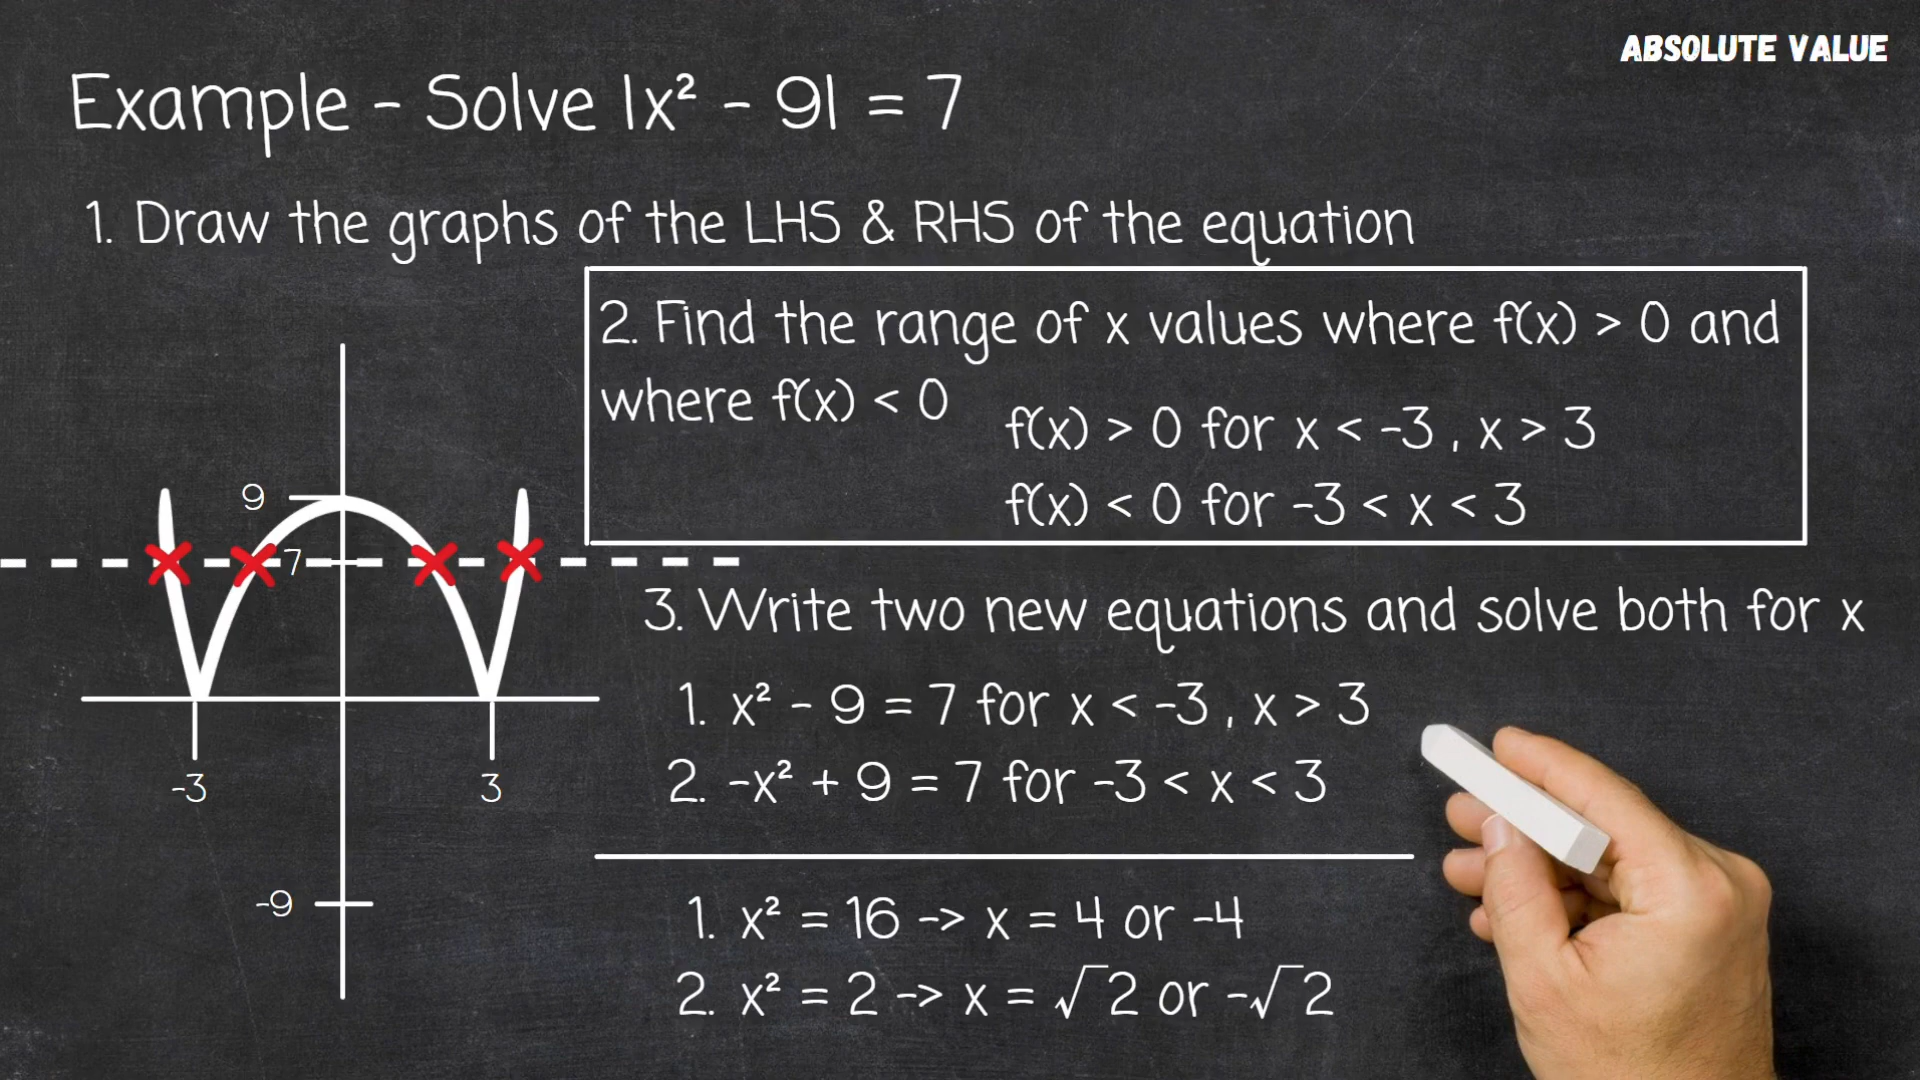 ABSOLUTE VALUE
Example - Solve |x² - 9| = 7
1. Draw the graphs of the LHS & RHS of the equation
2. Find the range of x values where f(x) > 0 and
where f(x) < 0
f(x) > 0 for x < -3 , x > 3
f(x) < 0 for -3 < x < 3
9
7
-3
3
-9
3. Write two new equations and solve both for x
1. x² - 9 = 7 for x < -3 , x > 3
2. -x² + 9 = 7 for -3 < x < 3
1. x² = 16 -> x = 4 or -4
2. x² = 2 -> x = √2 or -√2